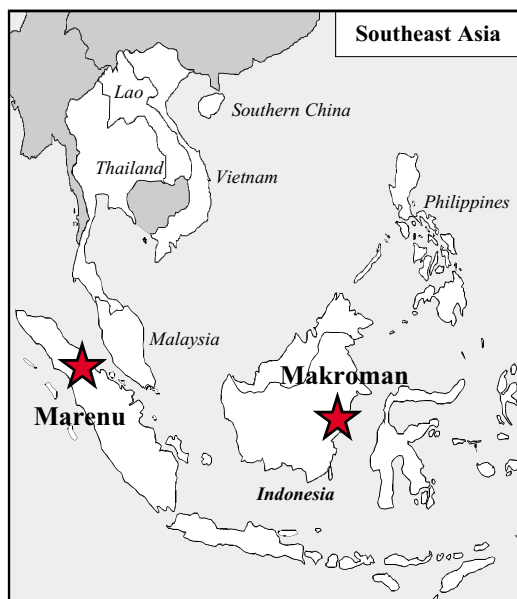 Southeast Asia
Lao
Southern China
Thailand
Vietnam
Philippines
Malaysia
Makroman
Marenu
Indonesia